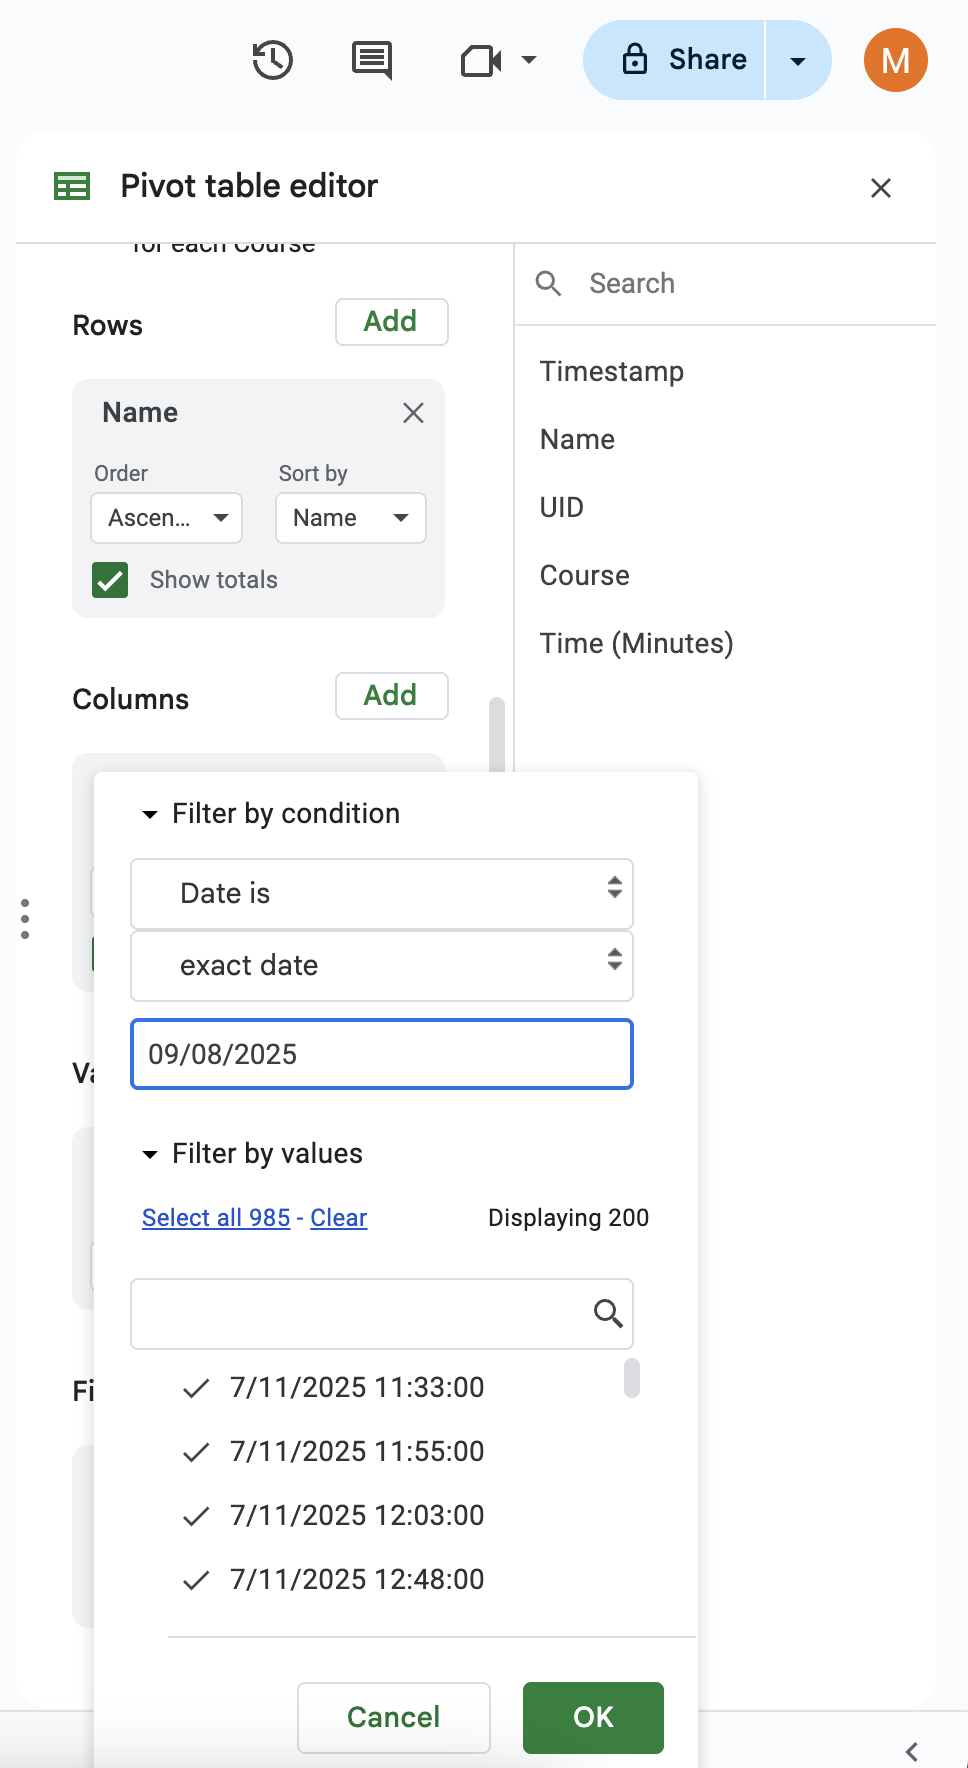 Share
M
Pivot table editor
for each Course
Search
Rows
Add
Name
Order
Sort by
Ascen...
Name
Show totals
Timestamp
Name
UID
Course
Time (Minutes)
Columns
Add
Filter by condition
Date is
exact date
09/08/2025
Filter by values
Select all 985 - Clear
Displaying 200
7/11/2025 11:33:00
7/11/2025 11:55:00
7/11/2025 12:03:00
7/11/2025 12:48:00
Cancel
OK